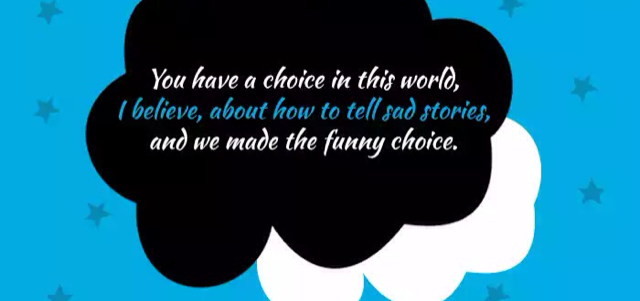 You have a choice in this world,
I believe, about how to tell sad stories,
and we made the funny choice.